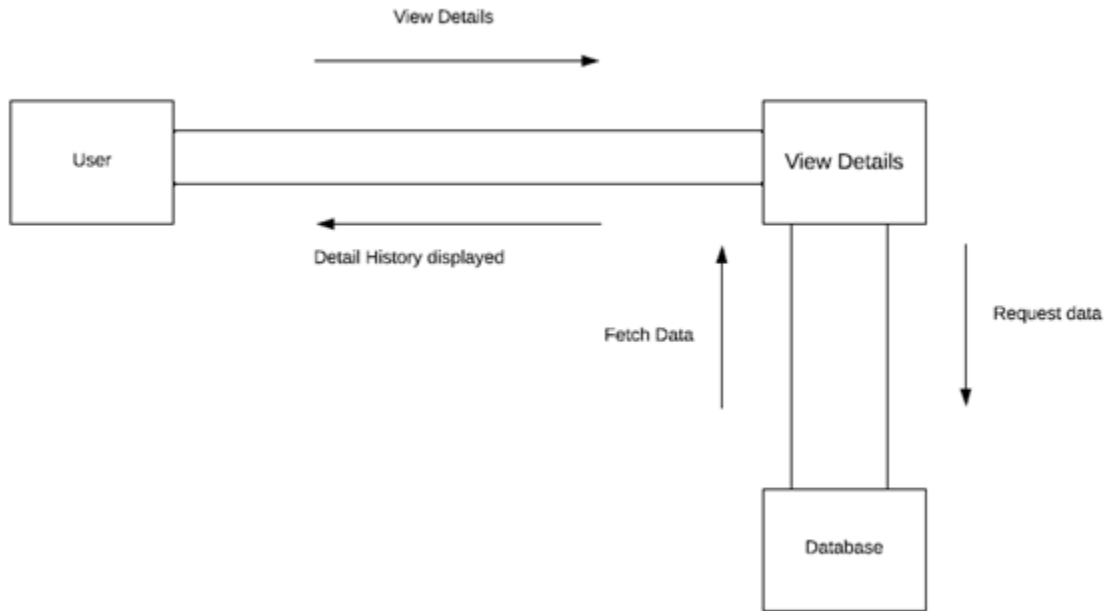 View Details
User
View Details
Detail History displayed
Request data
Fetch Data
Database